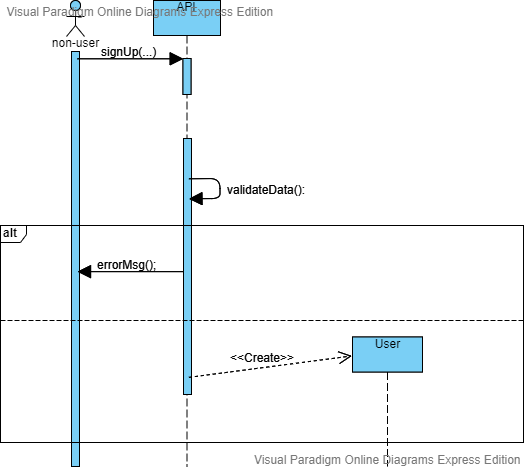 Visual Paradigm Online Diagrams Express Edition
API
non-user
signUp(...)
validateData():
alt
errorMsg();
User
<<Create>>
Visual Paradigm Online Diagrams Express Edition